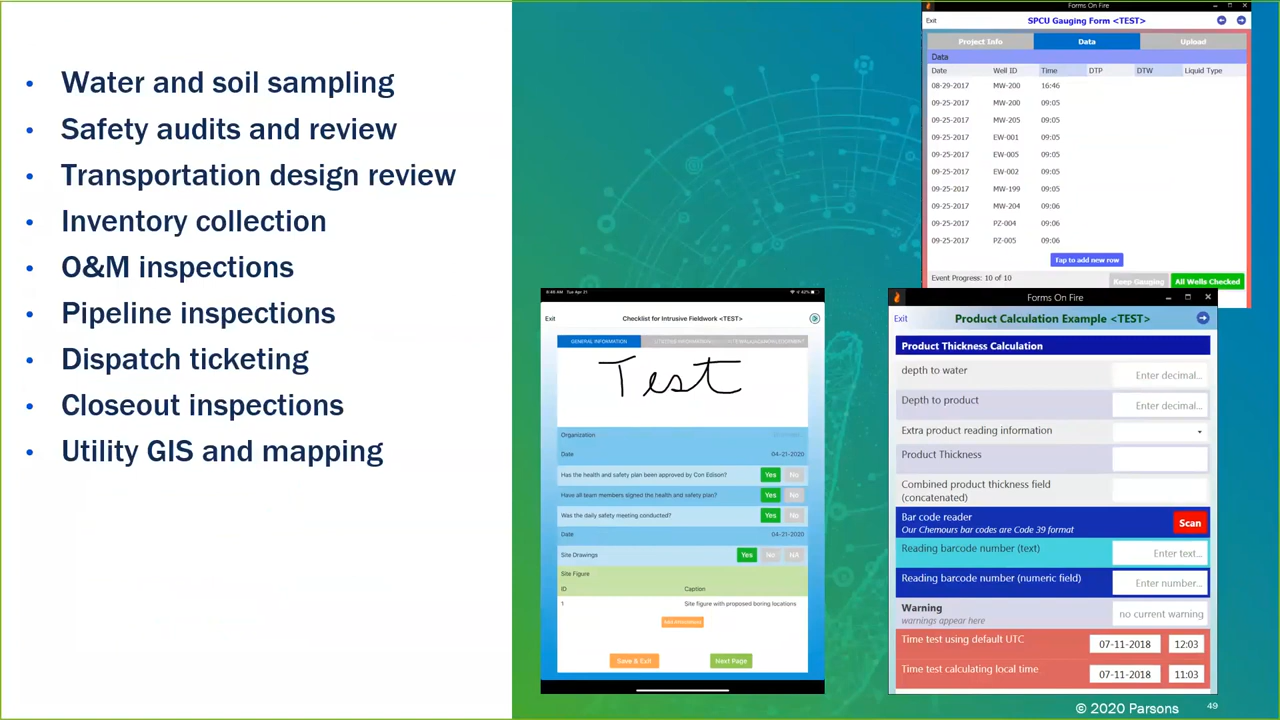 • Water and soil sampling
• Safety audits and review
• Transportation design review
• Inventory collection
• O&M inspections
• Pipeline inspections
• Dispatch ticketing
• Closeout inspections
• Utility GIS and mapping
Forms On Fire
Exit SPCU Gauging Form <TEST>
Project Info Data Upload
Data
Date Well ID Time DTP DTW Liquid Type
08-29-2017 MW-200 16:46
09-25-2017 MW-200 09:05
09-25-2017 MW-205 09:05
09-25-2017 EW-001 09:05
09-25-2017 EW-005 09:05
09-25-2017 EW-002 09:05
09-25-2017 MW-199 09:05
09-25-2017 MW-204 09:06
09-25-2017 PZ-004 09:06
09-25-2017 PZ-005 09:06
Tap to add new row
Event Progress: 10 of 10 Keep Gauging All Wells Checked
8:48 AM Tue Apr 21 42%
Exit Checklist for Intrusive Fieldwork <TEST>
GENERAL INFORMATION
Test
Organization
Date 04-21-2020
Has the health and safety plan been approved by Con Edison? Yes No
Have all team members signed the health and safety plan? Yes No
Was the daily safety meeting conducted? Yes No
Date 04-21-2020
Site Drawings Yes No NA
Site Figure
ID Caption
1 Site figure with proposed boring locations
Save & Exit Next Page
Forms On Fire
Exit Product Calculation Example <TEST>
Product Thickness Calculation
depth to water Enter decimal...
Depth to product Enter decimal...
Extra product reading information
Product Thickness
Combined product thickness field
(concatenated)
Bar code reader
Our Chemours bar codes are Code 39 format Scan
Reading barcode number (text) Enter text...
Reading barcode number (numeric field) Enter number...
Warning
warnings appear here no current warning
Time test using default UTC 07-11-2018 12:03
Time test calculating local time 07-11-2018 11:03
© 2020 Parsons 49